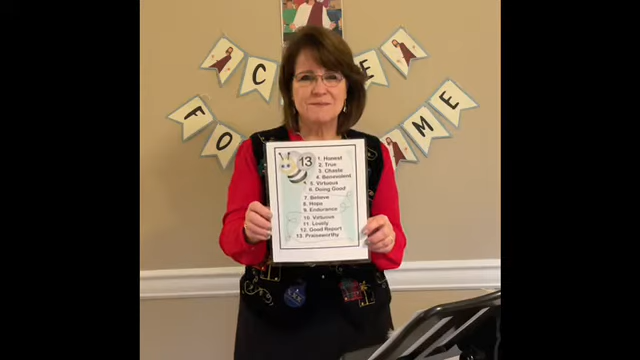 C E
FO ME
13
1. Honest
2. True
3. Chaste
4. Benevolent
5. Virtuous
6. Doing Good
7. Believe
8. Hope
9. Endurance
10. Virtuous
11. Lovely
12. Good Report
13. Praiseworthy